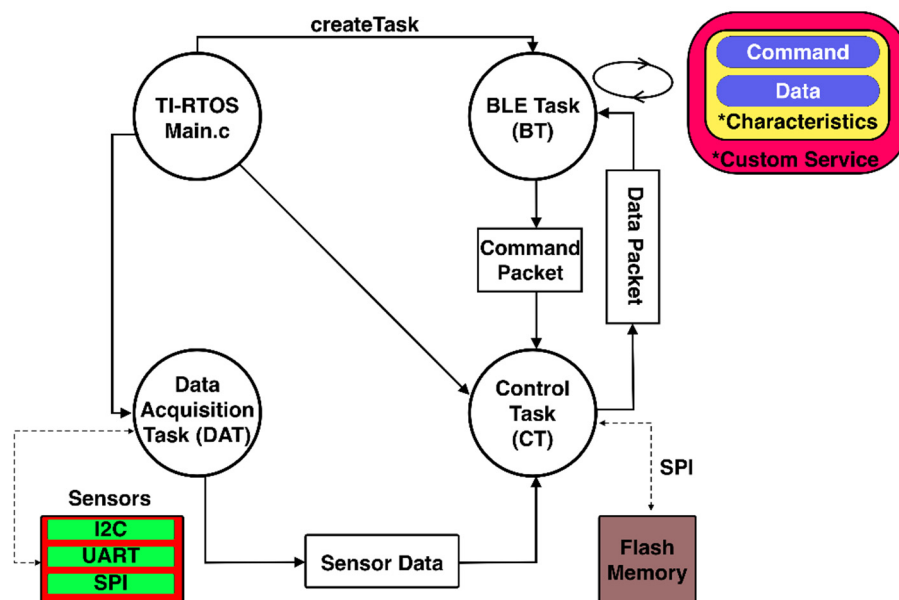 createTask
TI-RTOS
Main.c
BLE Task
(BT)
Command
Data
*Characteristics
*Custom Service
Command
Packet
Data Packet
Data
Acquisition
Task (DAT)
Control
Task
(CT)
SPI
Sensors
I2C
UART
SPI
Sensor Data
Flash
Memory